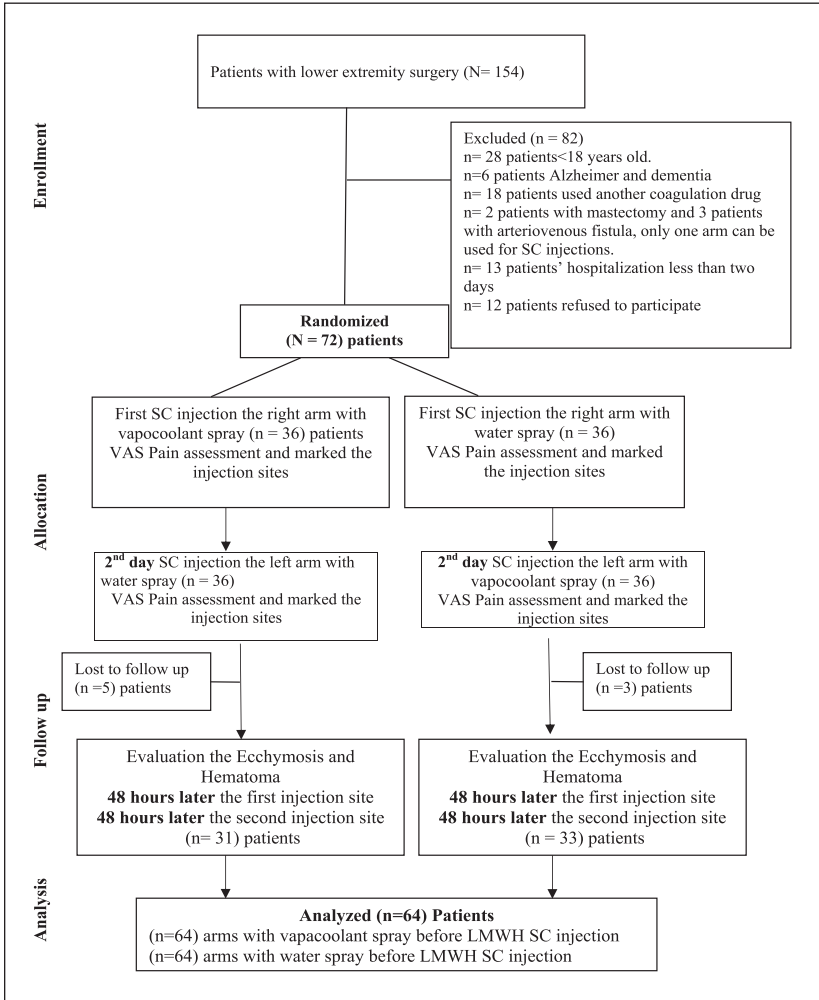 Patients with lower extremity surgery (N= 154)
Enrollment
Excluded (n = 82)
n= 28 patients<18 years old.
n=6 patients Alzheimer and dementia
n= 18 patients used another coagulation drug
n= 2 patients with mastectomy and 3 patients
with arteriovenous fistula, only one arm can be
used for SC injections.
n= 13 patients’ hospitalization less than two
days
n= 12 patients refused to participate
Randomized
(N = 72) patients
Allocation
First SC injection the right arm with
vapocoolant spray (n = 36) patients
VAS Pain assessment and marked the
injection sites
First SC injection the right arm with
water spray (n = 36)
VAS Pain assessment and marked
the injection sites
2nd day SC injection the left arm with
water spray (n = 36)
VAS Pain assessment and marked the
injection sites
2nd day SC injection the left arm with
vapocoolant spray (n = 36)
VAS Pain assessment and marked the
injection sites
Follow up
Lost to follow up
(n =5) patients
Lost to follow up
(n =3) patients
Evaluation the Ecchymosis and
Hematoma
48 hours later the first injection site
48 hours later the second injection site
(n= 31) patients
Evaluation the Ecchymosis and
Hematoma
48 hours later the first injection site
48 hours later the second injection site
(n = 33) patients
Analysis
Analyzed (n=64) Patients
(n=64) arms with vapacoolant spray before LMWH SC injection
(n=64) arms with water spray before LMWH SC injection